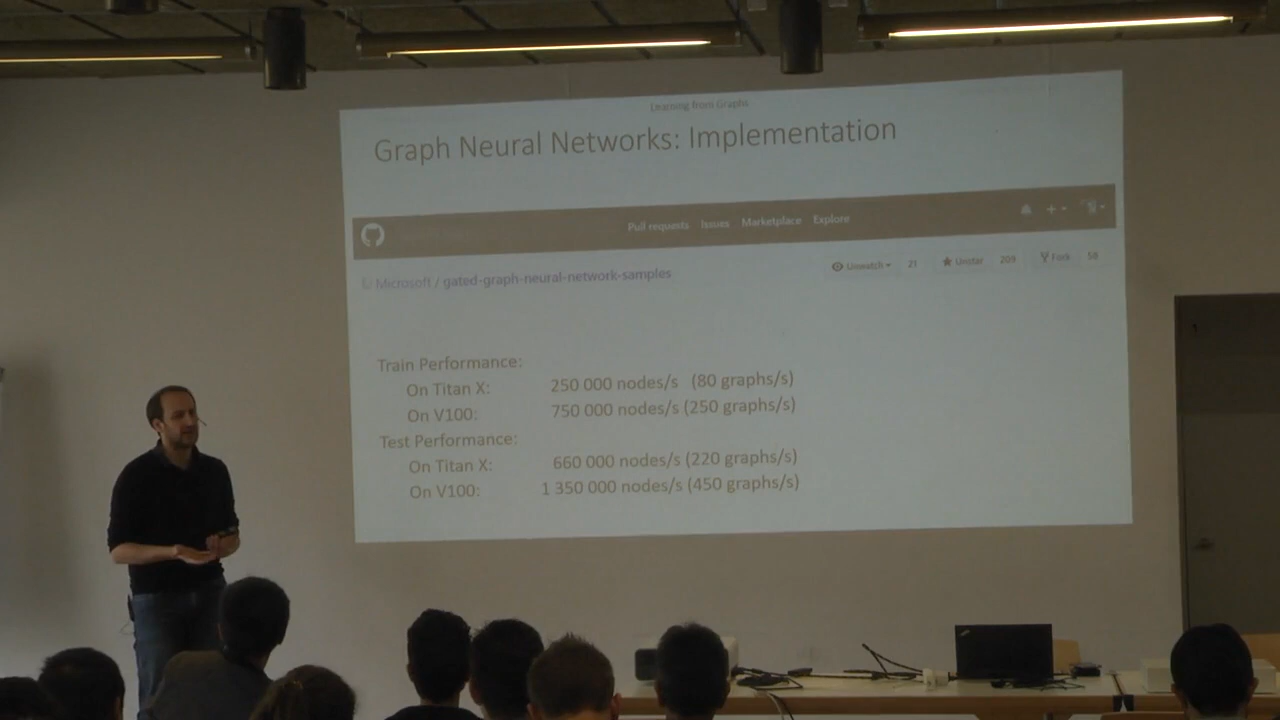 Learning from Graphs
Graph Neural Networks: Implementation
Pull requests Issues Marketplace Explore
Microsoft / gated-graph-neural-network-samples
Unwatch 21 Unstar 209 Fork 59
Train Performance:
On Titan X: 250 000 nodes/s (80 graphs/s)
On V100: 750 000 nodes/s (250 graphs/s)
Test Performance:
On Titan X: 660 000 nodes/s (220 graphs/s)
On V100: 1 350 000 nodes/s (450 graphs/s)